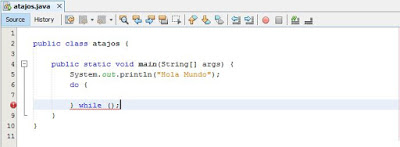 atajos.java
Source History
1
2 public class atajos {
3
4 public static void main(String[] args) {
5 System.out.println("Hola Mundo");
6 do {
7
} while ();
9 }
10 }
11